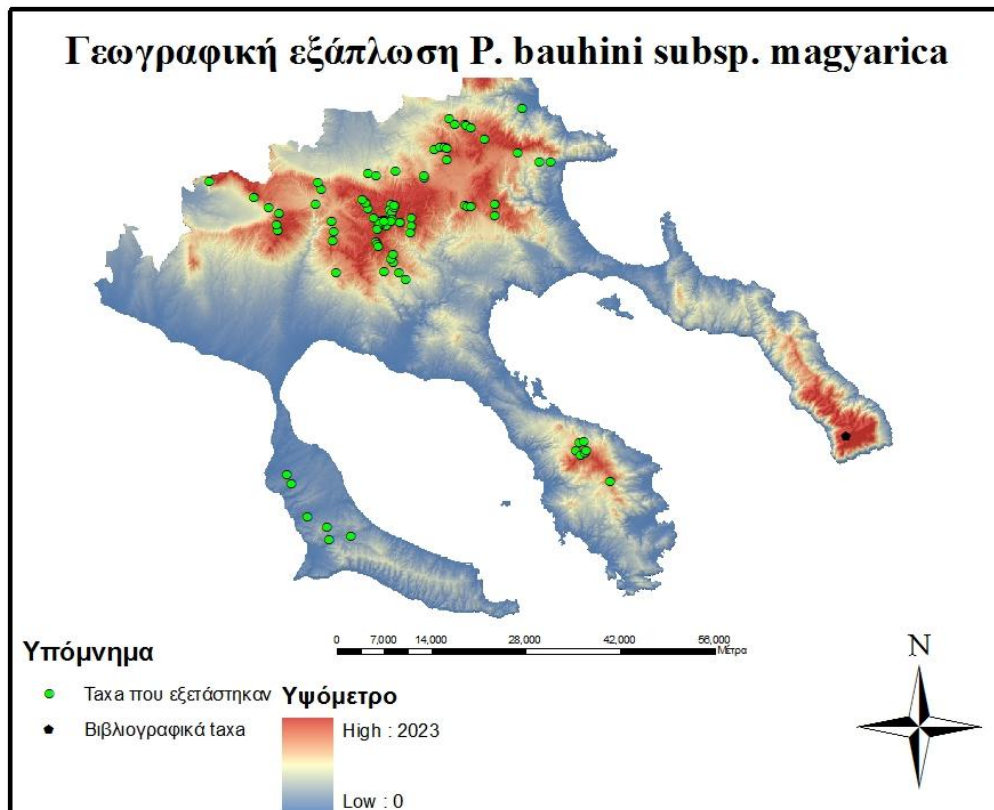 Γεωγραφική εξάπλωση P. bauhini subsp. magyarica
0 7,000 14,000 28,000 42,000 56,000
Μέτρα
N
Υπόμνημα
Taxa που εξετάστηκαν
Βιβλιογραφικά taxa
Υψόμετρο
High : 2023
Low : 0